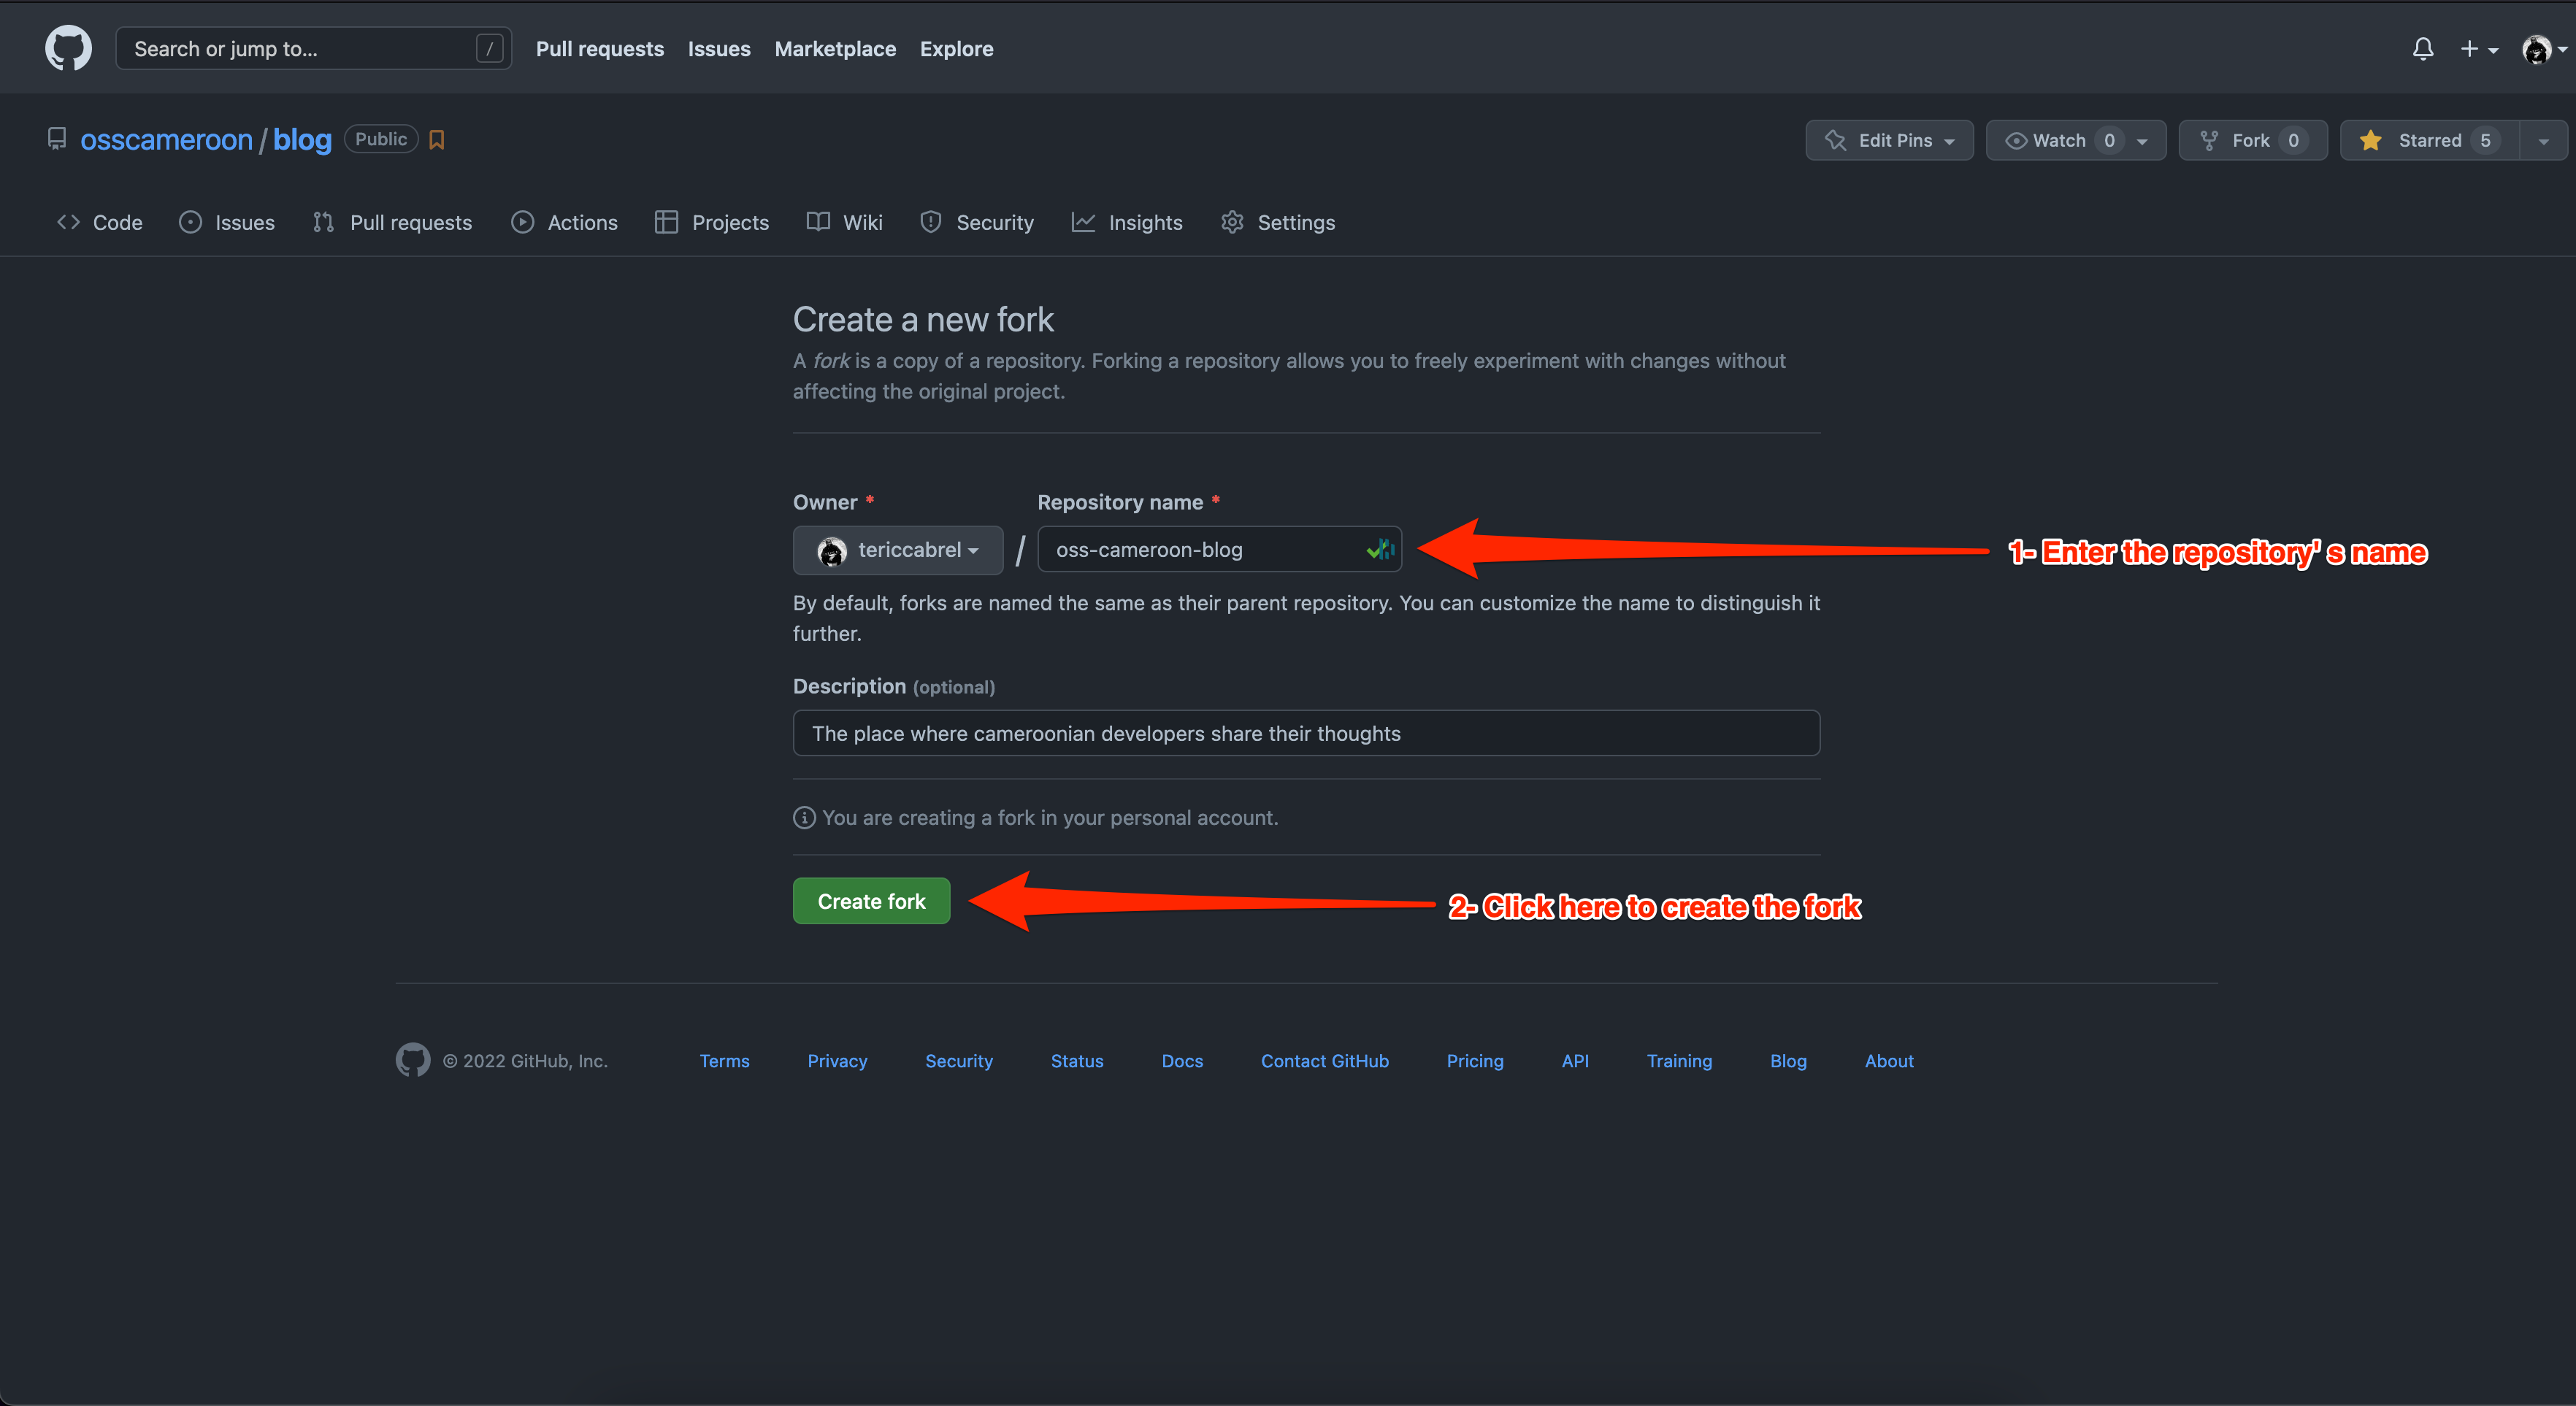 Search or jump to... /
Pull requests Issues Marketplace Explore
osscameroon / blog Public
Edit Pins Watch 0 Fork 0 Starred 5
Code Issues Pull requests Actions Projects Wiki Security Insights Settings
Create a new fork
A fork is a copy of a repository. Forking a repository allows you to freely experiment with changes without
affecting the original project.
Owner * Repository name *
tericcabrel / oss-cameroon-blog
1- Enter the repository' s name
By default, forks are named the same as their parent repository. You can customize the name to distinguish it
further.
Description (optional)
The place where cameroonian developers share their thoughts
You are creating a fork in your personal account.
Create fork
2- Click here to create the fork
© 2022 GitHub, Inc. Terms Privacy Security Status Docs Contact GitHub Pricing API Training Blog About